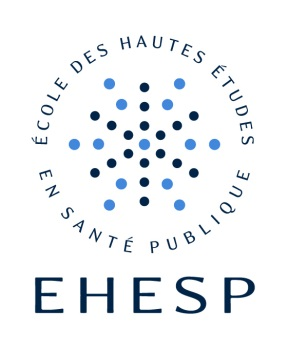 ÉCOLE DES HAUTES ÉTUDES
EN SANTÉ PUBLIQUE
EHESP